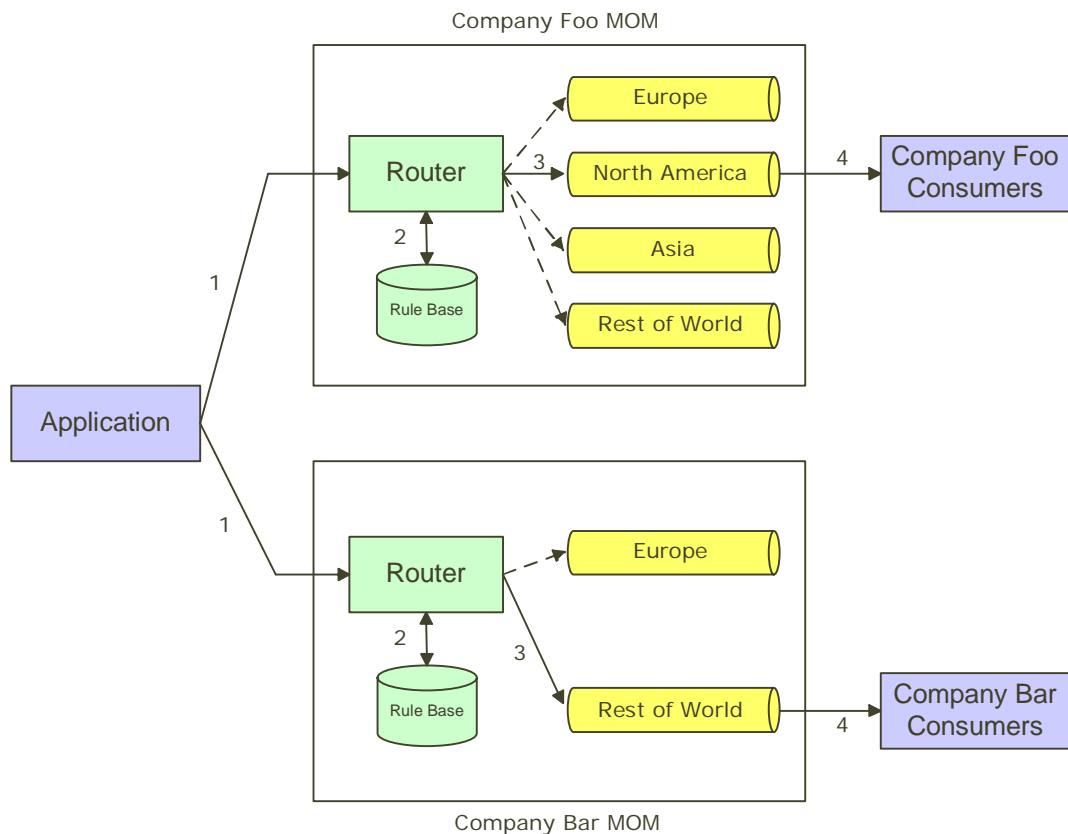 Company Foo MOM
Europe
Router
3
North America
4
Company Foo
Consumers
2
Asia
1
Rule Base
Rest of World
Application
1
Router
Europe
2
3
Rule Base
Rest of World
4
Company Bar
Consumers
Company Bar MOM